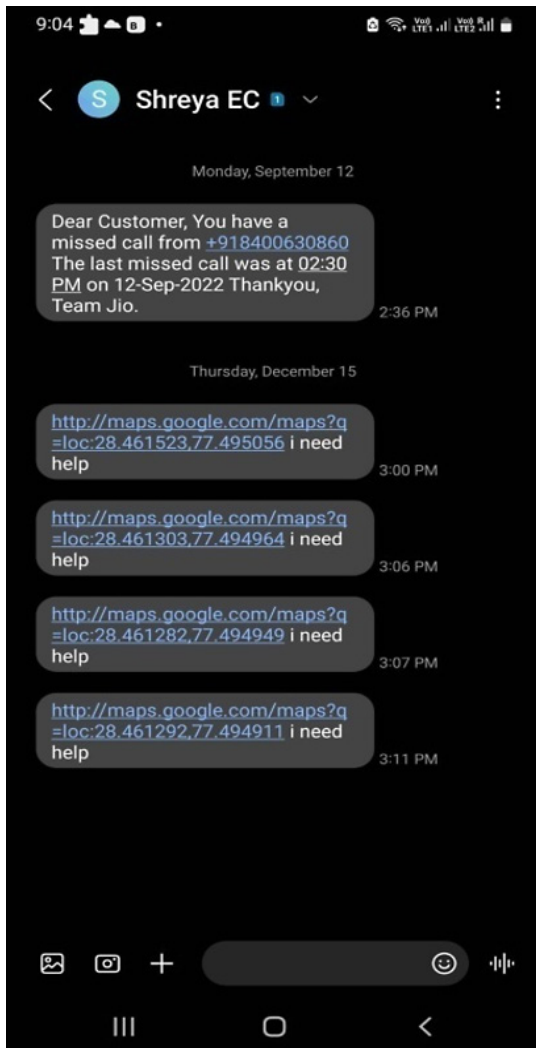 9:04
B
Vo)) LTE1 Vo)) LTE2 R
S Shreya EC 1
Monday, September 12
Dear Customer, You have a
missed call from +918400630860
The last missed call was at 02:30
PM on 12-Sep-2022 Thankyou,
Team Jio.
2:36 PM
Thursday, December 15
http://maps.google.com/maps?q
=loc:28.461523,77.495056 i need
help
3:00 PM
http://maps.google.com/maps?q
=loc:28.461303,77.494964 i need
help
3:06 PM
http://maps.google.com/maps?q
=loc:28.461282,77.494949 i need
help
3:07 PM
http://maps.google.com/maps?q
=loc:28.461292,77.494911 i need
help
3:11 PM